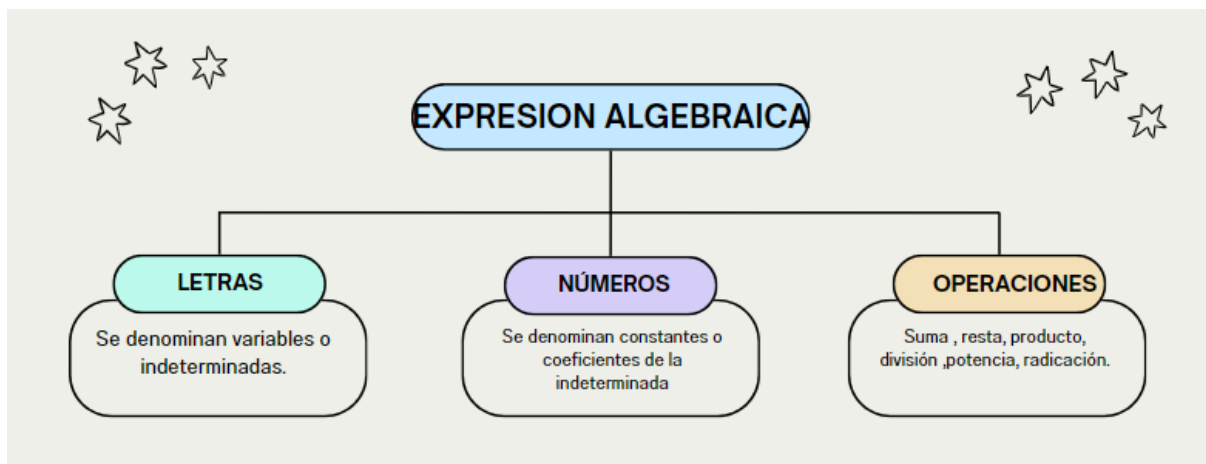 EXPRESION ALGEBRAICA
LETRAS
Se denominan variables o
indeterminadas.
NÚMEROS
Se denominan constantes o
coeficientes de la
indeterminada
OPERACIONES
Suma , resta, producto,
división ,potencia, radicación.